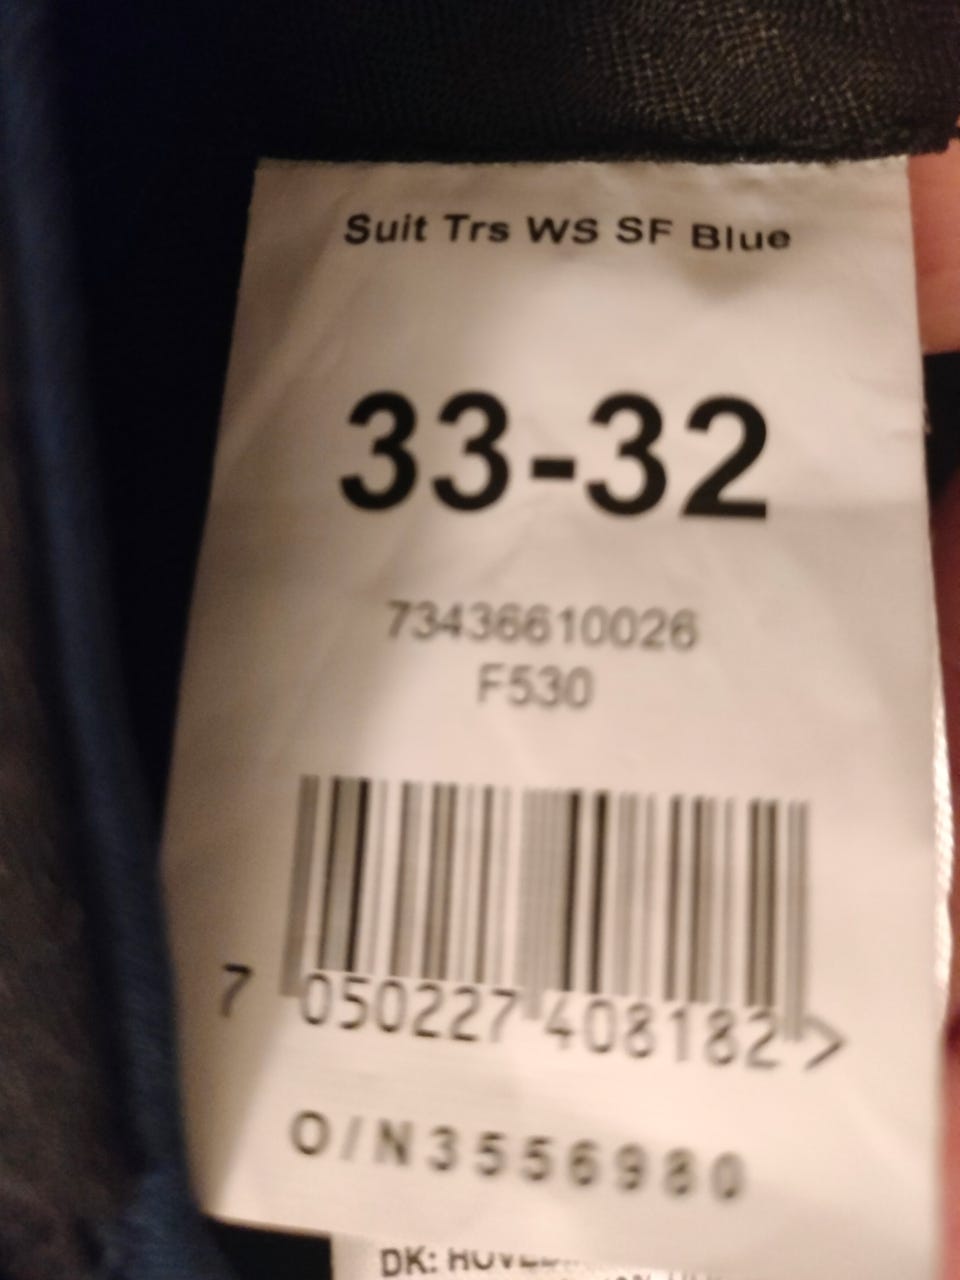 Suit Trs WS SF Blue
33-32
73436610026
F530
7 050227 408182 >
O/N3556980
DK: